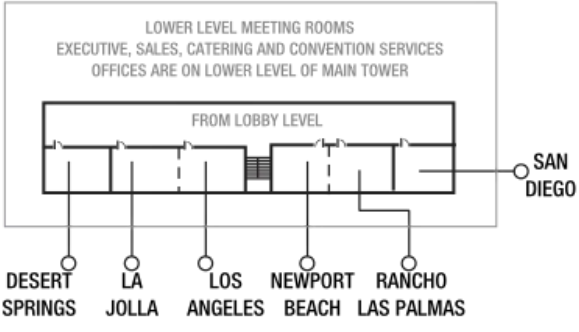 LOWER LEVEL MEETING ROOMS
EXECUTIVE, SALES, CATERING AND CONVENTION SERVICES
OFFICES ARE ON LOWER LEVEL OF MAIN TOWER
FROM LOBBY LEVEL
SAN
DIEGO
DESERT
SPRINGS
LA
JOLLA
LOS
ANGELES
NEWPORT
BEACH
RANCHO
LAS PALMAS